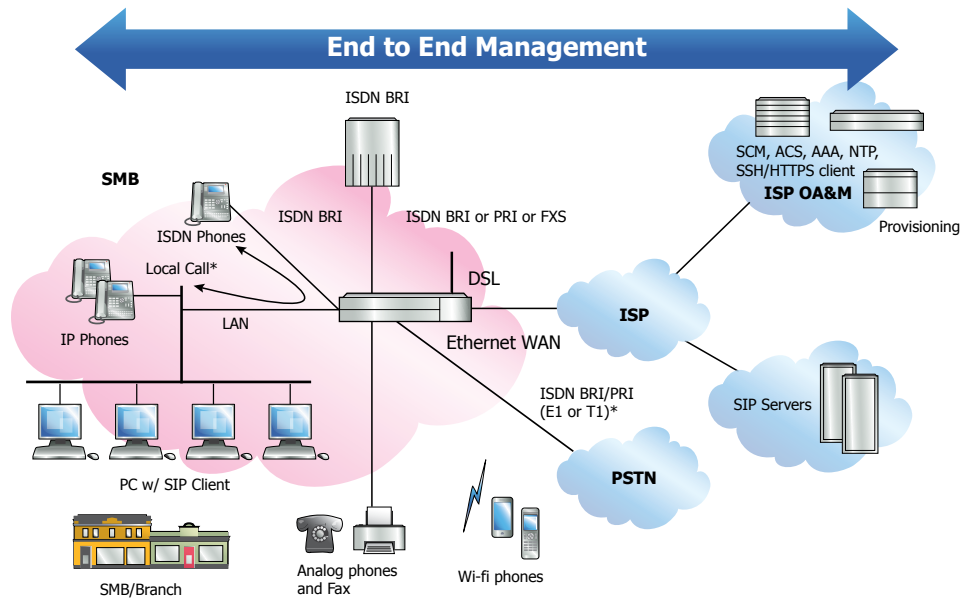 End to End Management
ISDN BRI
SCM, ACS, AAA, NTP,
SSH/HTTPS client
ISP OA&M
Provisioning
SMB
ISDN BRI
ISDN BRI or PRI or FXS
ISDN Phones
Local Call*
DSL
IP Phones
LAN
Ethernet WAN
ISP
ISDN BRI/PRI
(E1 or T1)*
SIP Servers
PSTN
PC w/ SIP Client
SMB/Branch
Analog phones
and Fax
Wi-fi phones